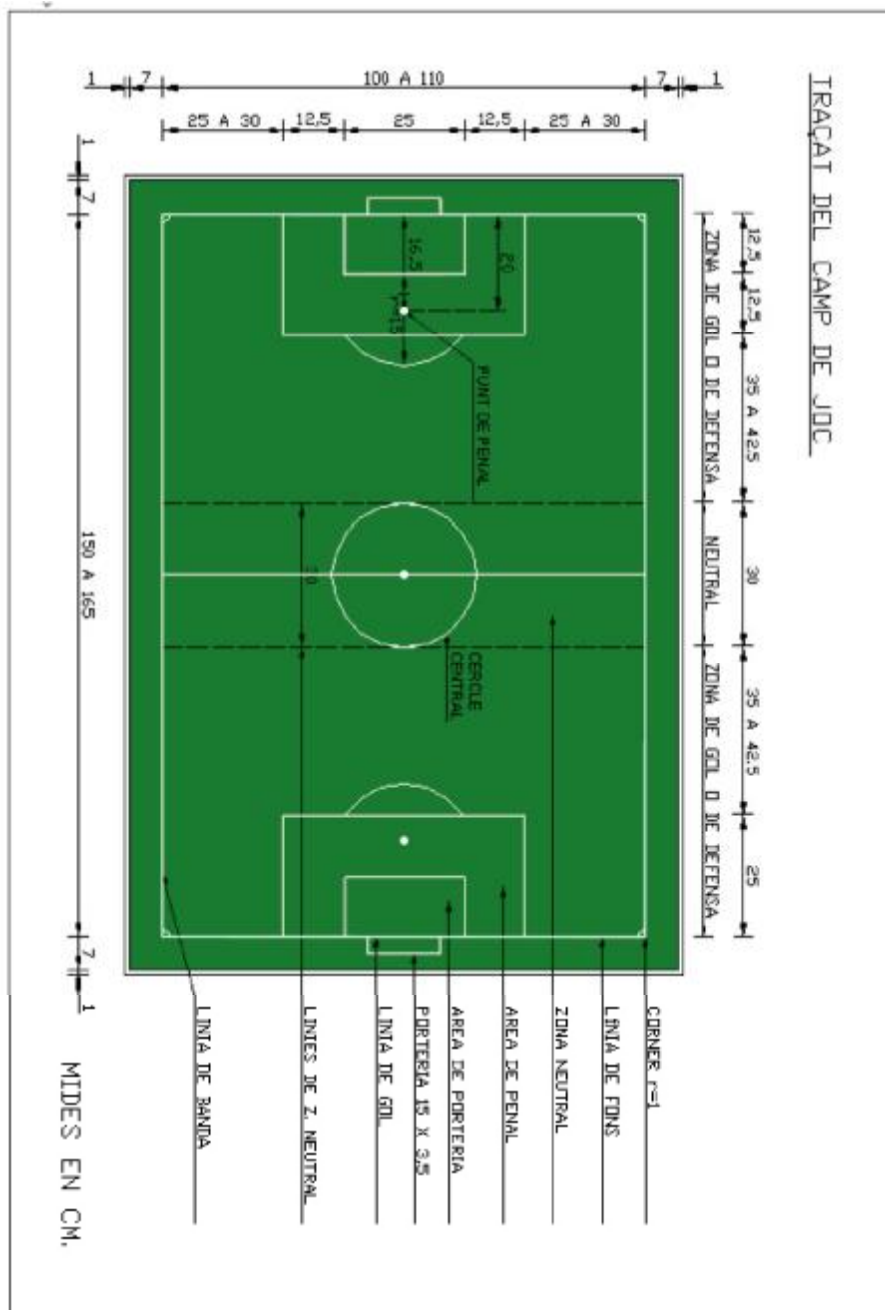 TRAÇAT DEL CAMP DE JOC
12,5
12,5
35 A 42.5
30
35 A 42.5
25
ZONA DE GOL O DE DEFENSA
NEUTRAL
ZONA DE GOL O DE DEFENSA
1
7
100 A 110
7
1
25 A 30
12,5
25
12,5
25 A 30
20
16,5
r=15
PUNT DE PENAL
CERCLE
CENTRAL
30
CORNER r=1
LINIA DE FONS
ZONA NEUTRAL
AREA DE PENAL
AREA DE PORTERIA
PORTERIA 15 X 3,5
LINIA DE GOL
LINIES DE Z. NEUTRAL
LINIA DE BANDA
1
7
150 A 165
7
1
MIDES EN CM.